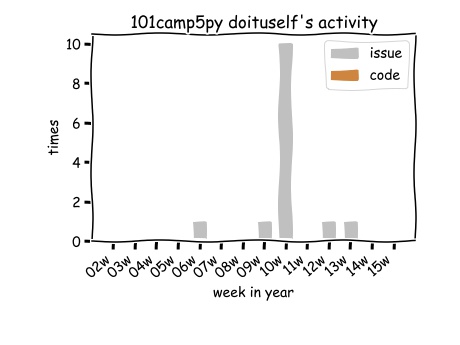 101camp5py doituself's activity
issue
code
times
10
8
6
4
2
0
02w 03w 04w 05w 06w 07w 08w 09w 10w 11w 12w 13w 14w 15w
week in year